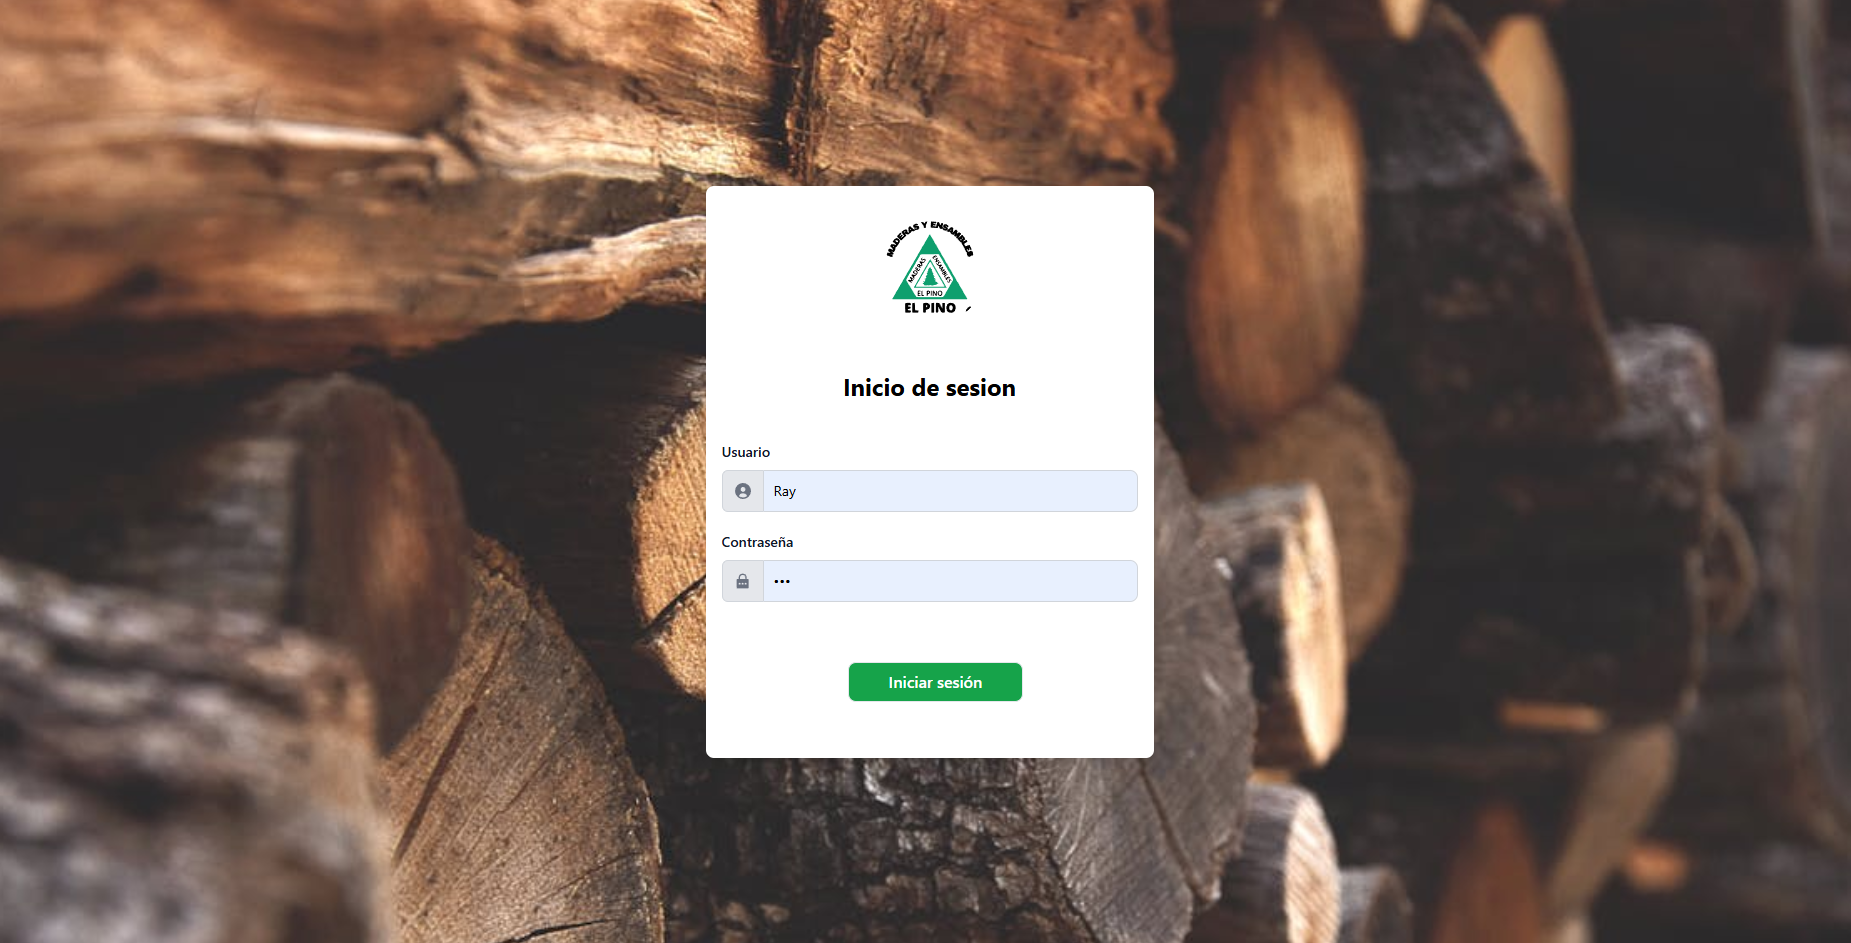 MADERAS Y ENSAMBLES
MADERAS
ENSAMBLES
EL PINO
EL PINO
Inicio de sesion
Usuario
Ray
Contraseña
•••
Iniciar sesión